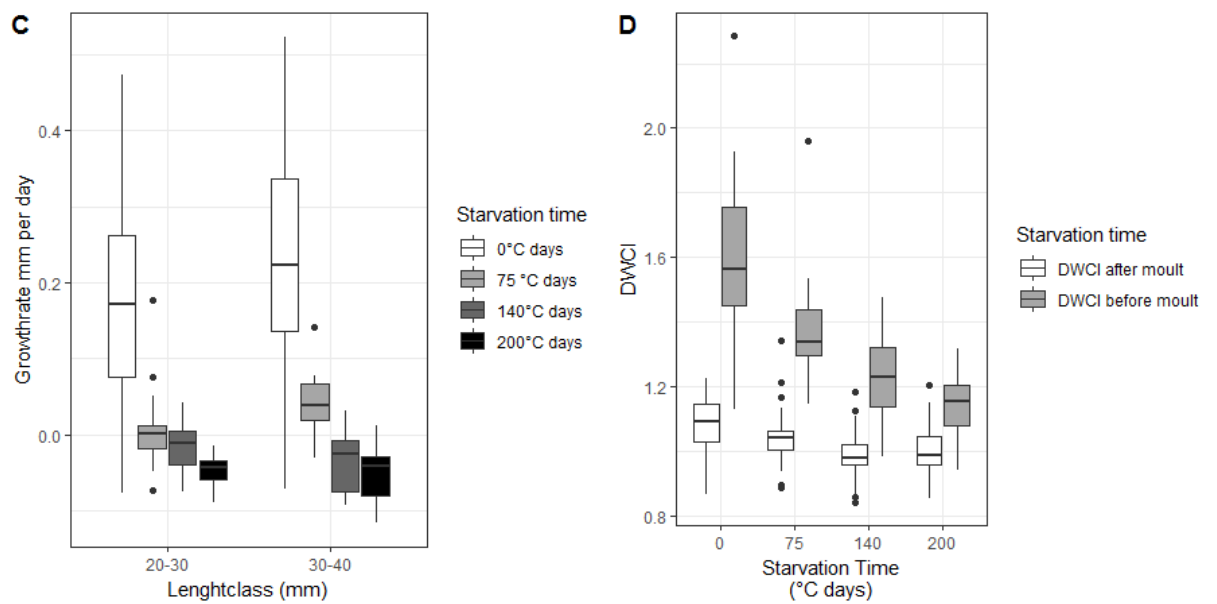 C
0.4
0.2
0.0
Growthrate mm per day
20-30
30-40
Lenghtclass (mm)
Starvation time
0°C days
75 °C days
140°C days
200°C days
D
2.0
1.6
1.2
0.8
DWCI
0
75
140
200
Starvation Time
(°C days)
Starvation time
DWCI after moult
DWCI before moult